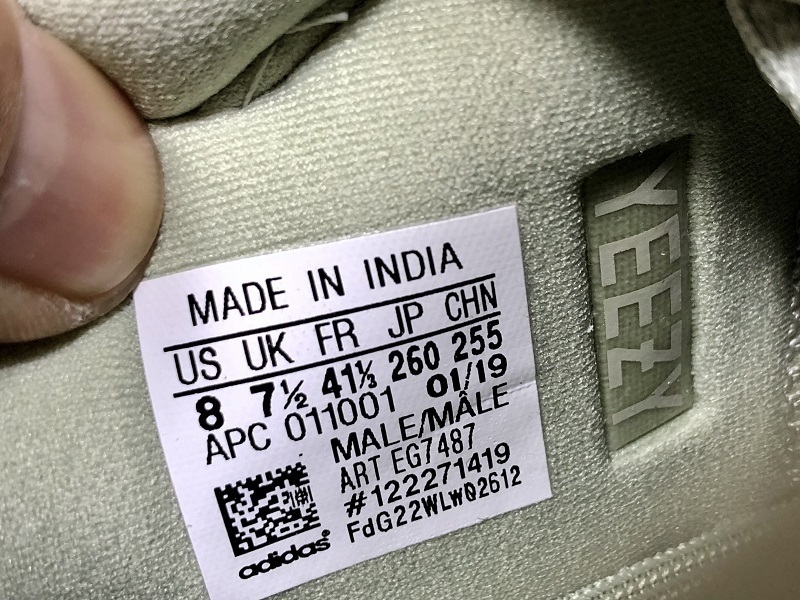 MADE IN INDIA
US UK FR JP CHN
8 7½ 41⅓ 260 255
APC 011001 01/19
MALE/MÂLE
ART EG7487
#122271419
FdG22WLW02612
adidas®
YEEZY